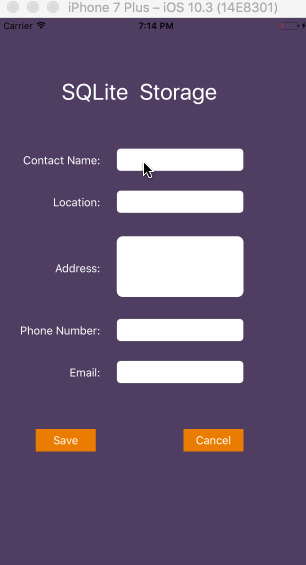 iPhone 7 Plus – iOS 10.3 (14E8301)
Carrier 7:14 PM
SQLite Storage
Contact Name:
Location:
Address:
Phone Number:
Email:
Save Cancel